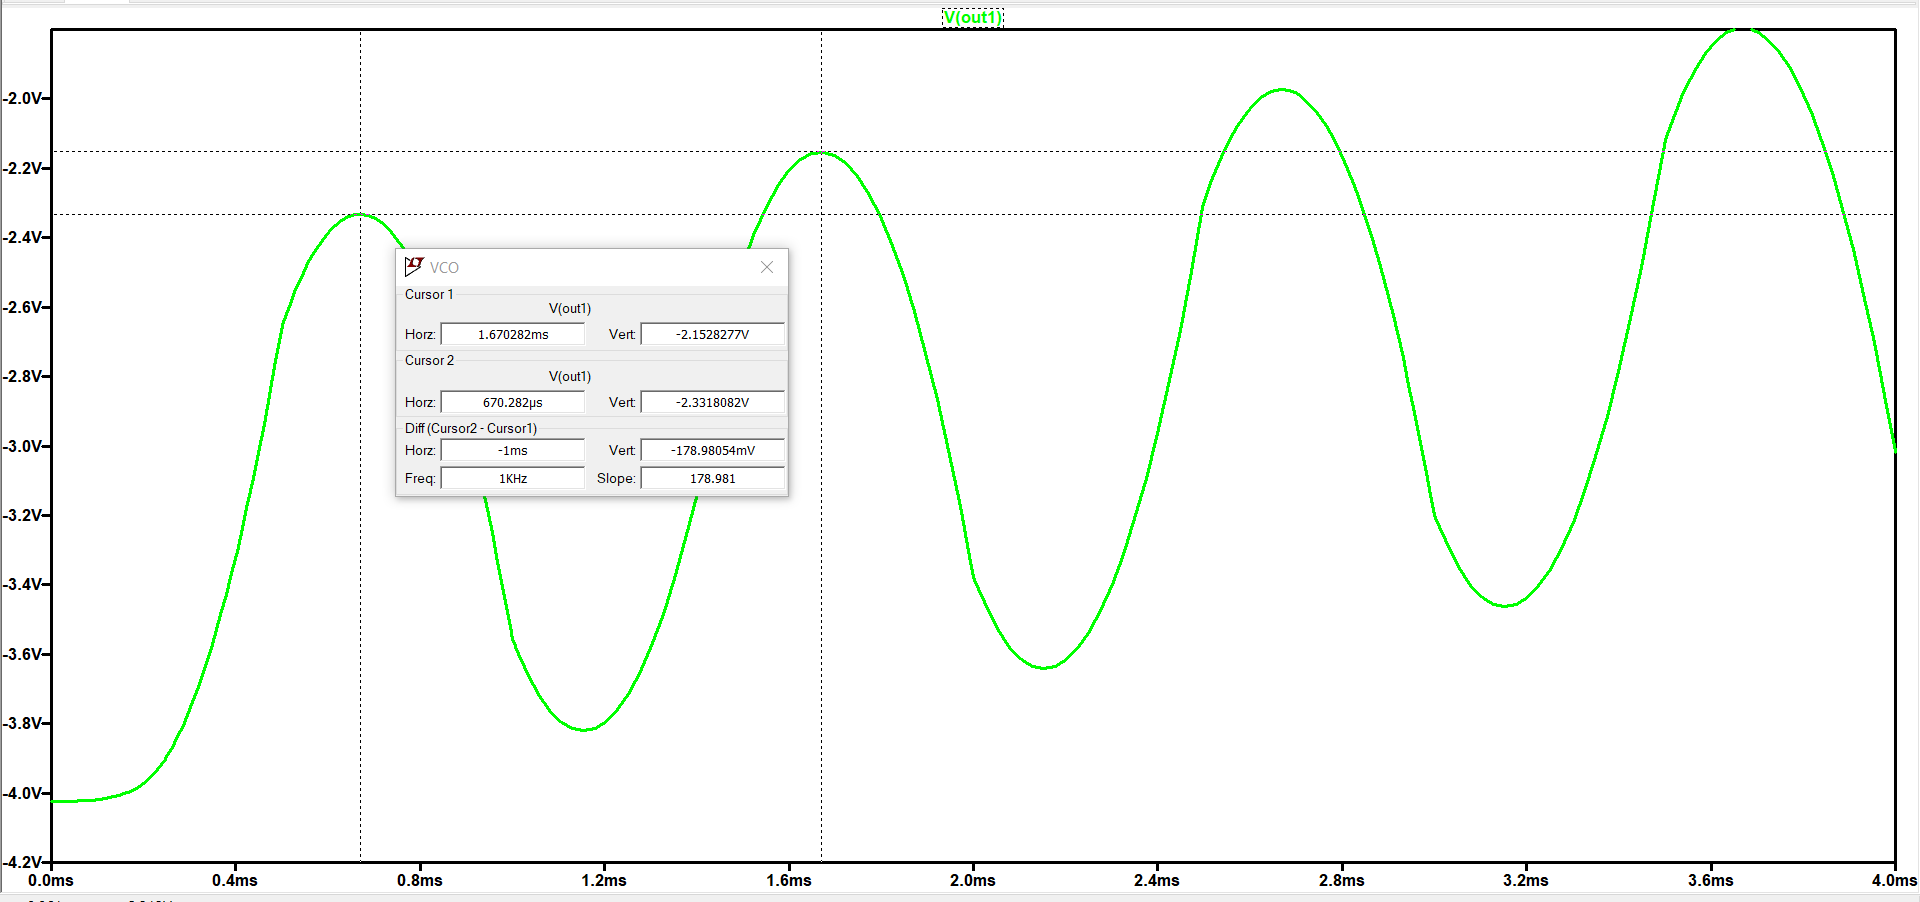 V(out1)
-2.0V
-2.2V
-2.4V
-2.6V
-2.8V
-3.0V
-3.2V
-3.4V
-3.6V
-3.8V
-4.0V
-4.2V
0.0ms 0.4ms 0.8ms 1.2ms 1.6ms 2.0ms 2.4ms 2.8ms 3.2ms 3.6ms 4.0ms
VCO
Cursor 1
V(out1)
Horz: 1.670282ms Vert: -2.1528277V
Cursor 2
V(out1)
Horz: 670.282µs Vert: -2.3318082V
Diff (Cursor2 - Cursor1)
Horz: -1ms Vert: -178.98054mV
Freq: 1KHz Slope: 178.981